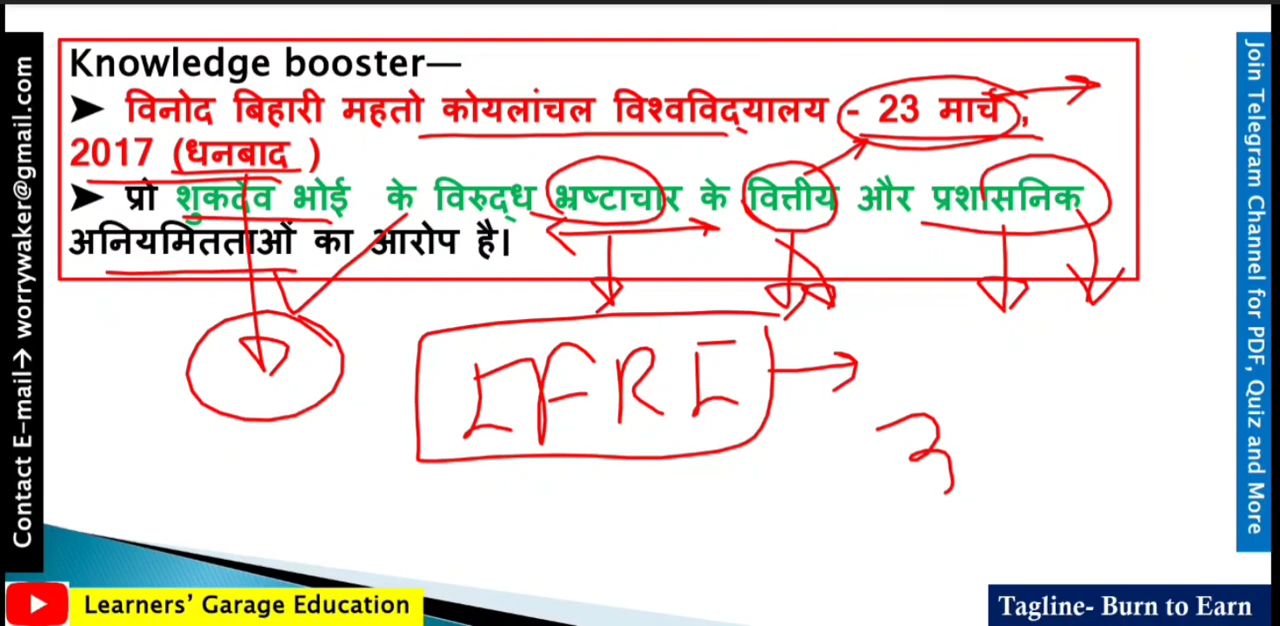 Knowledge booster—
➤ विनोद बिहारी महतो कोयलांचल विश्वविद्यालय - 23 मार्च ,
2017 (धनबाद )
➤ प्रो शुकदेव भोई के विरुद्ध भ्रष्टाचार के वित्तीय और प्रशासनिक
अनियमितताओं का आरोप है।
Contact E-mail→ worrywaker@gmail.com
Join Telegram Channel for PDF, Quiz and More
Learners' Garage Education
Tagline- Burn to Earn